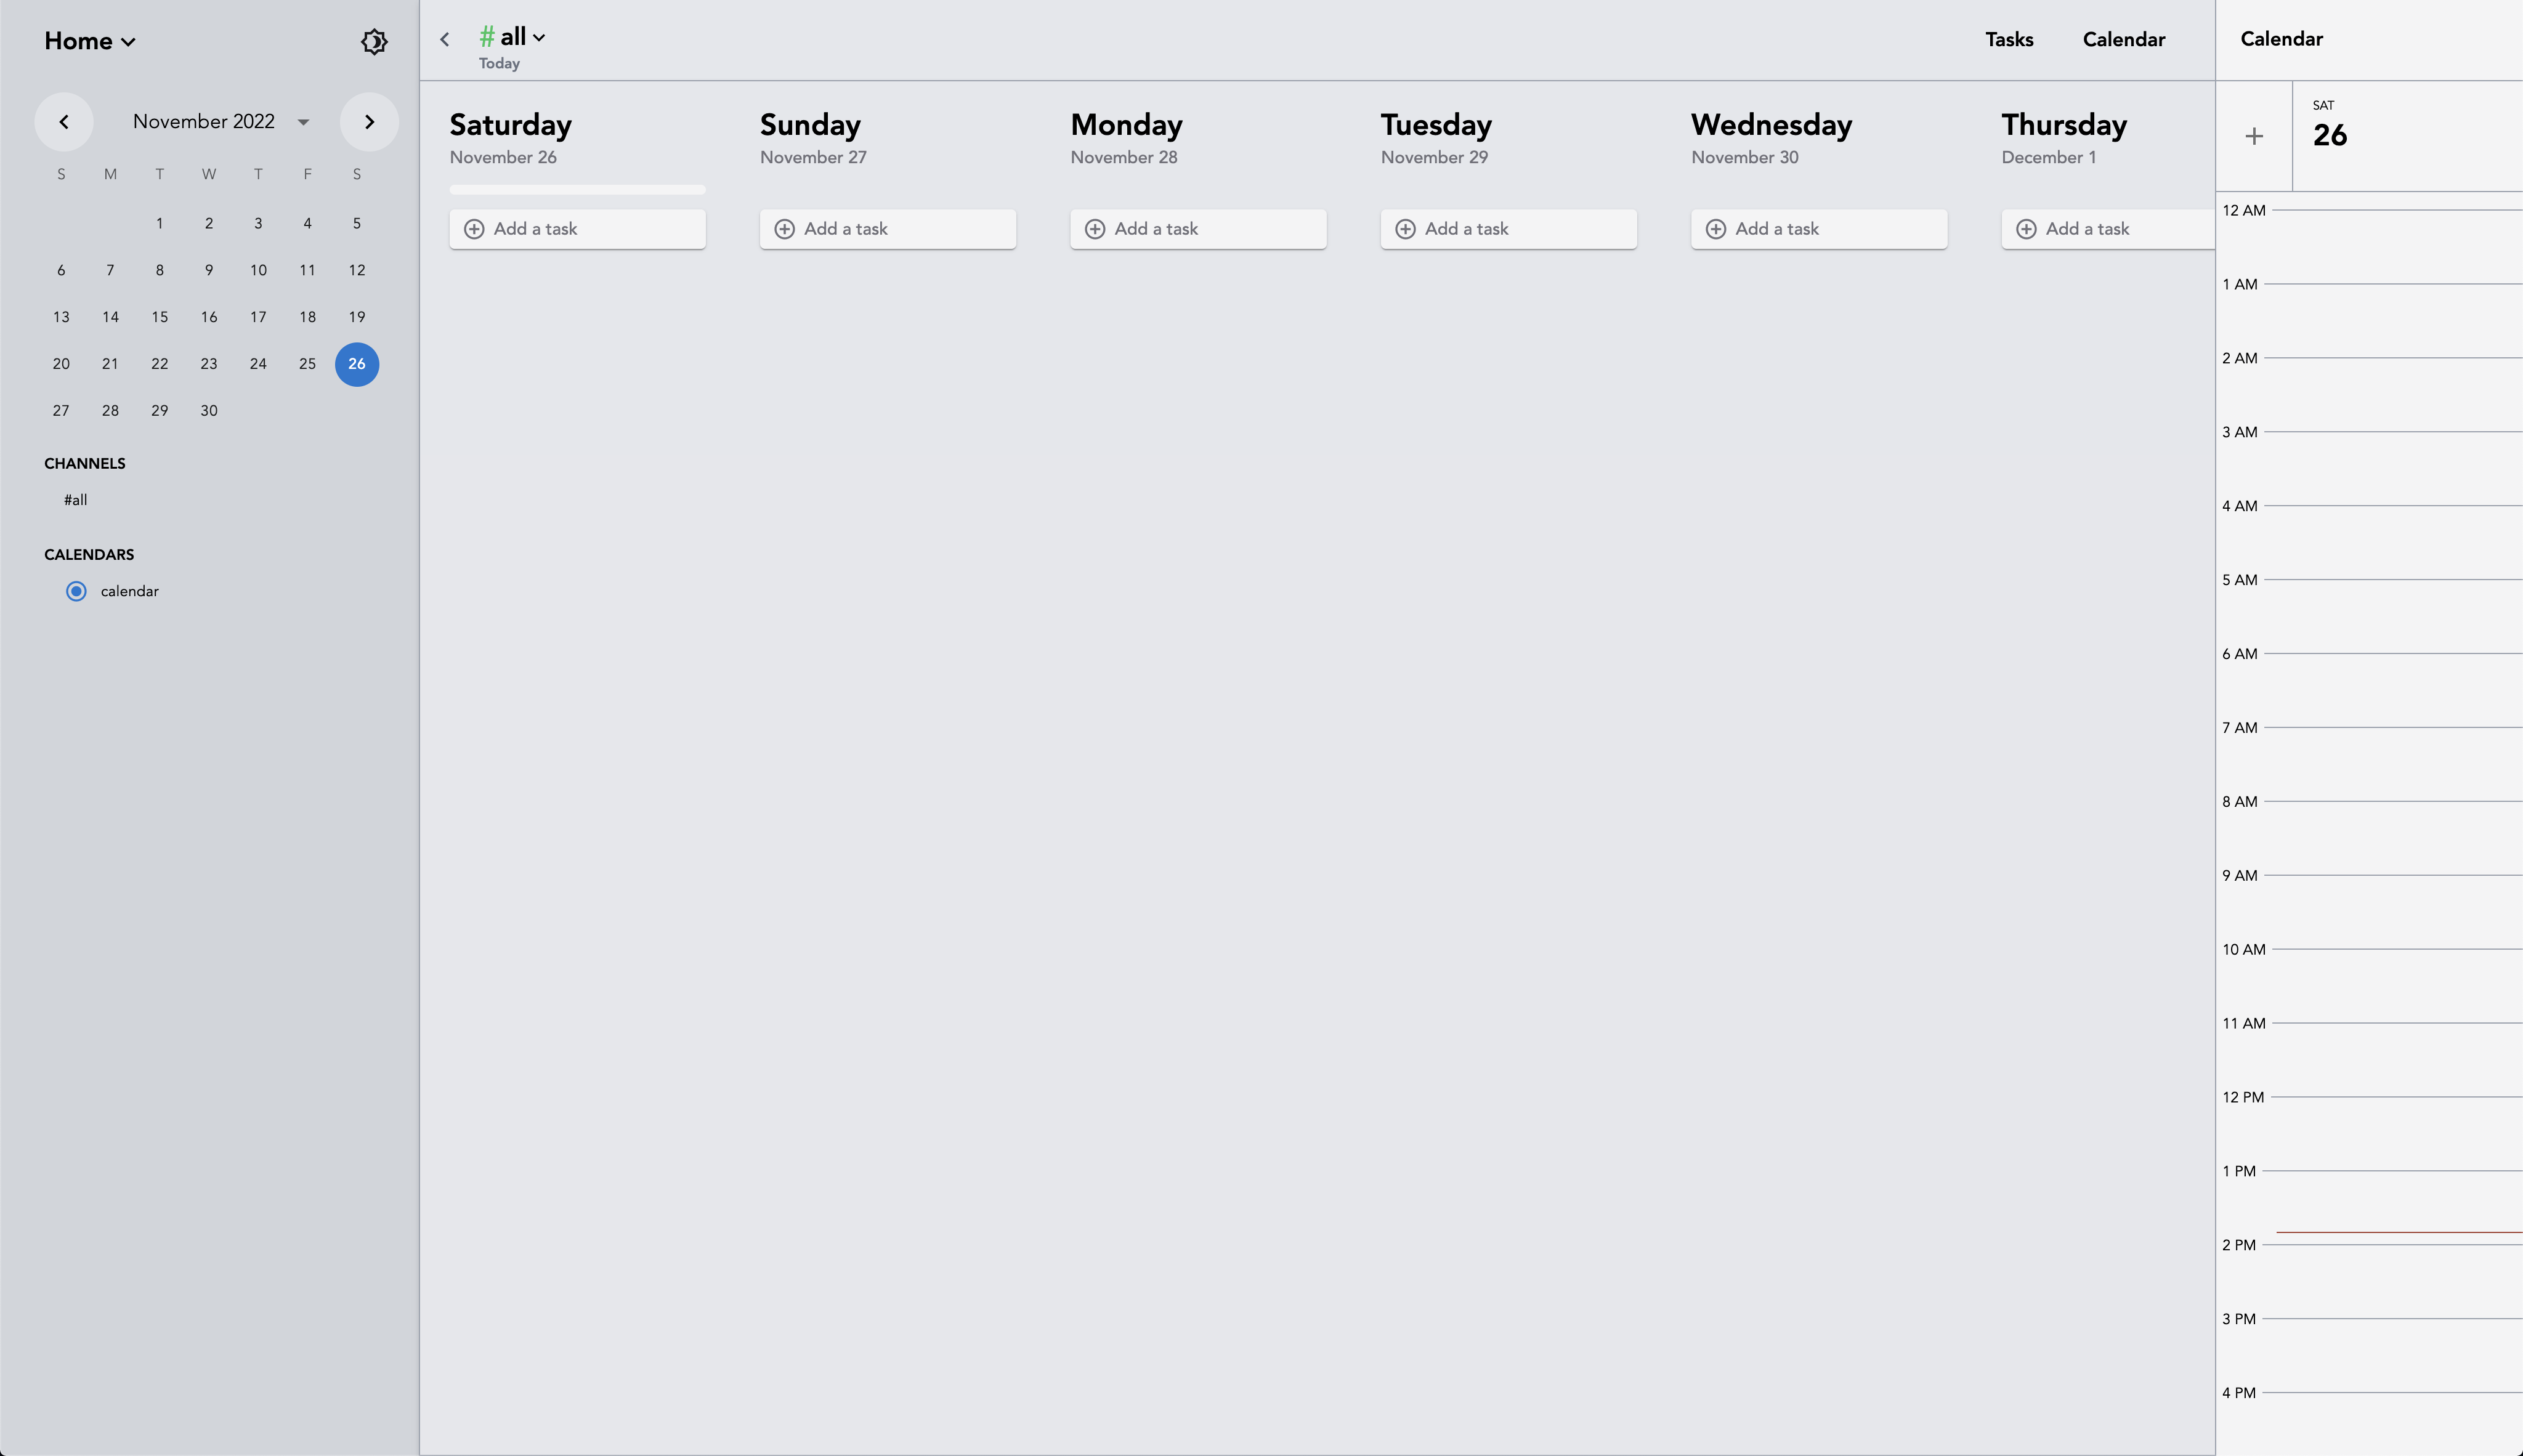 Home
November 2022
S M T W T F S
1 2 3 4 5
6 7 8 9 10 11 12
13 14 15 16 17 18 19
20 21 22 23 24 25 26
27 28 29 30
CHANNELS
#all
CALENDARS
calendar
# all
Today
Tasks Calendar
Saturday
November 26
Add a task
Sunday
November 27
Add a task
Monday
November 28
Add a task
Tuesday
November 29
Add a task
Wednesday
November 30
Add a task
Thursday
December 1
Add a task
Calendar
SAT
26
12 AM
1 AM
2 AM
3 AM
4 AM
5 AM
6 AM
7 AM
8 AM
9 AM
10 AM
11 AM
12 PM
1 PM
2 PM
3 PM
4 PM